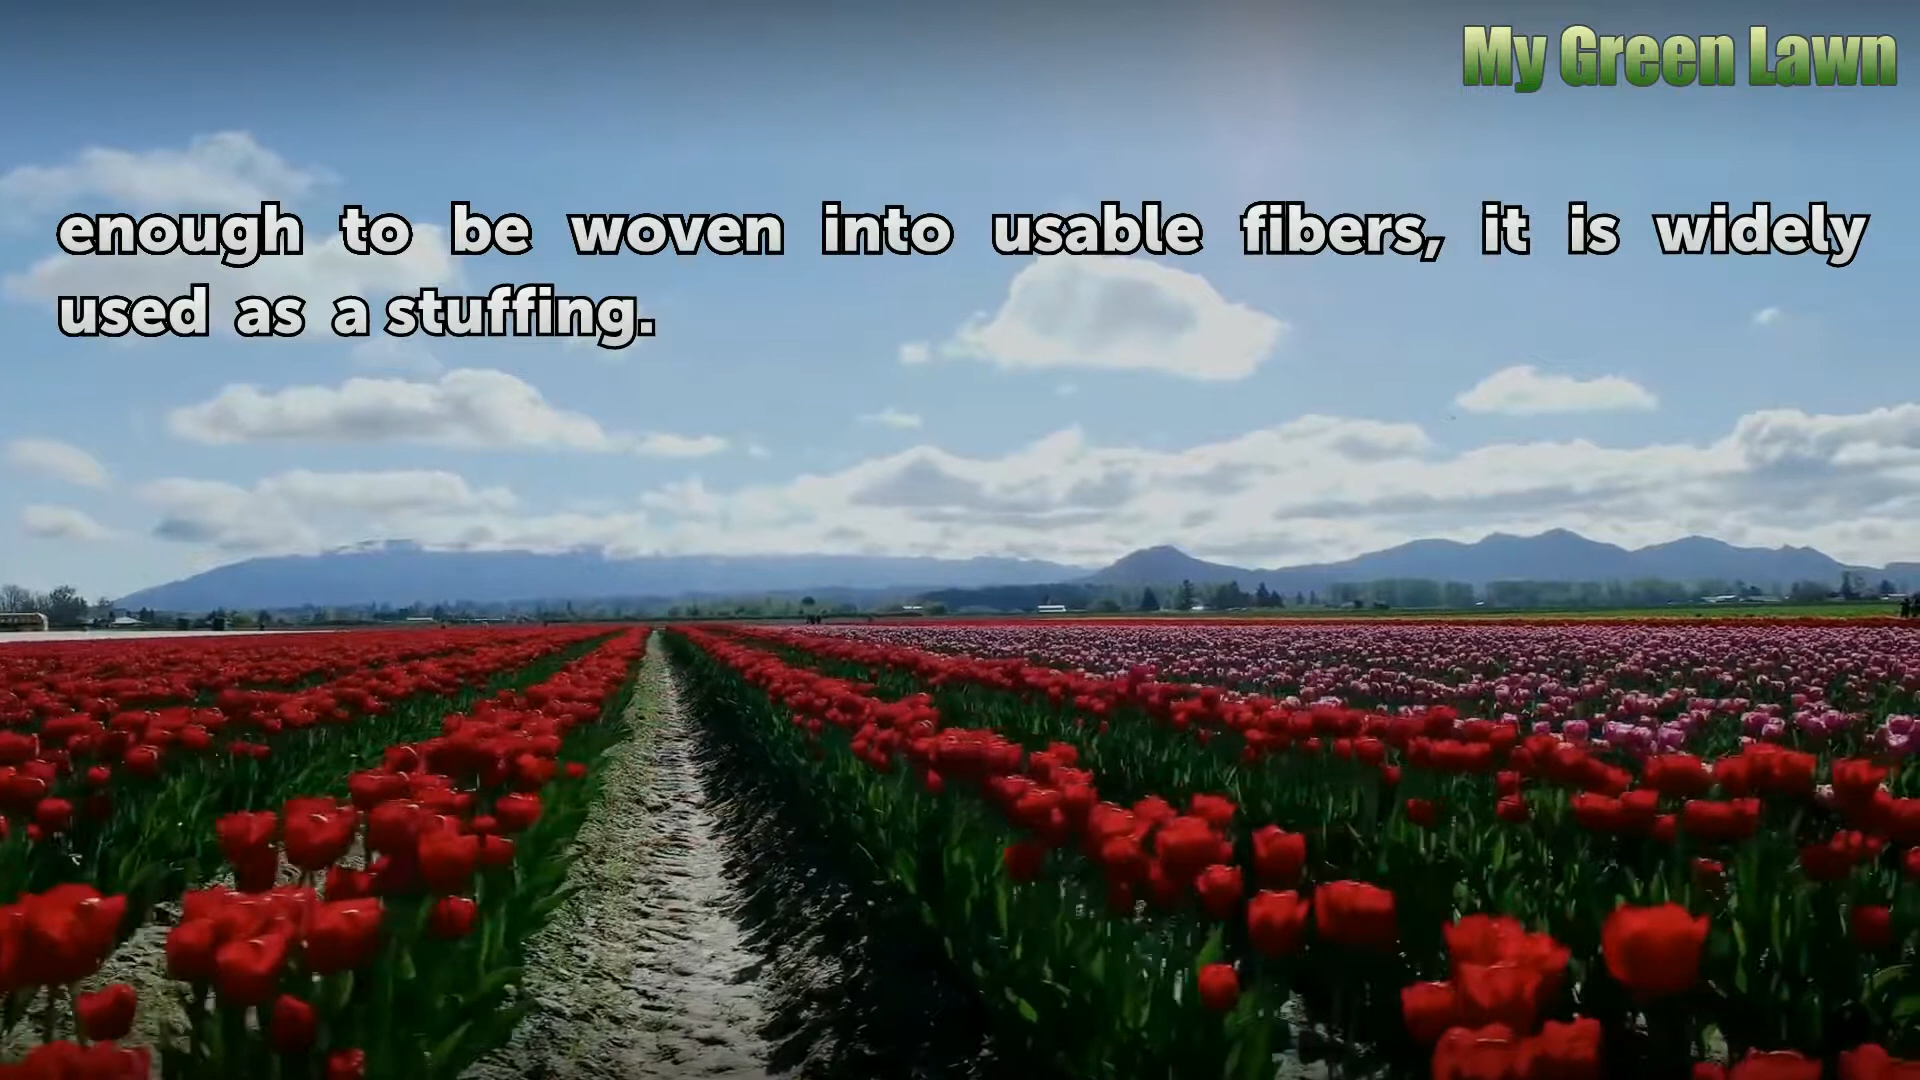 My Green Lawn
enough to be woven into usable fibers, it is widely
used as a stuffing.